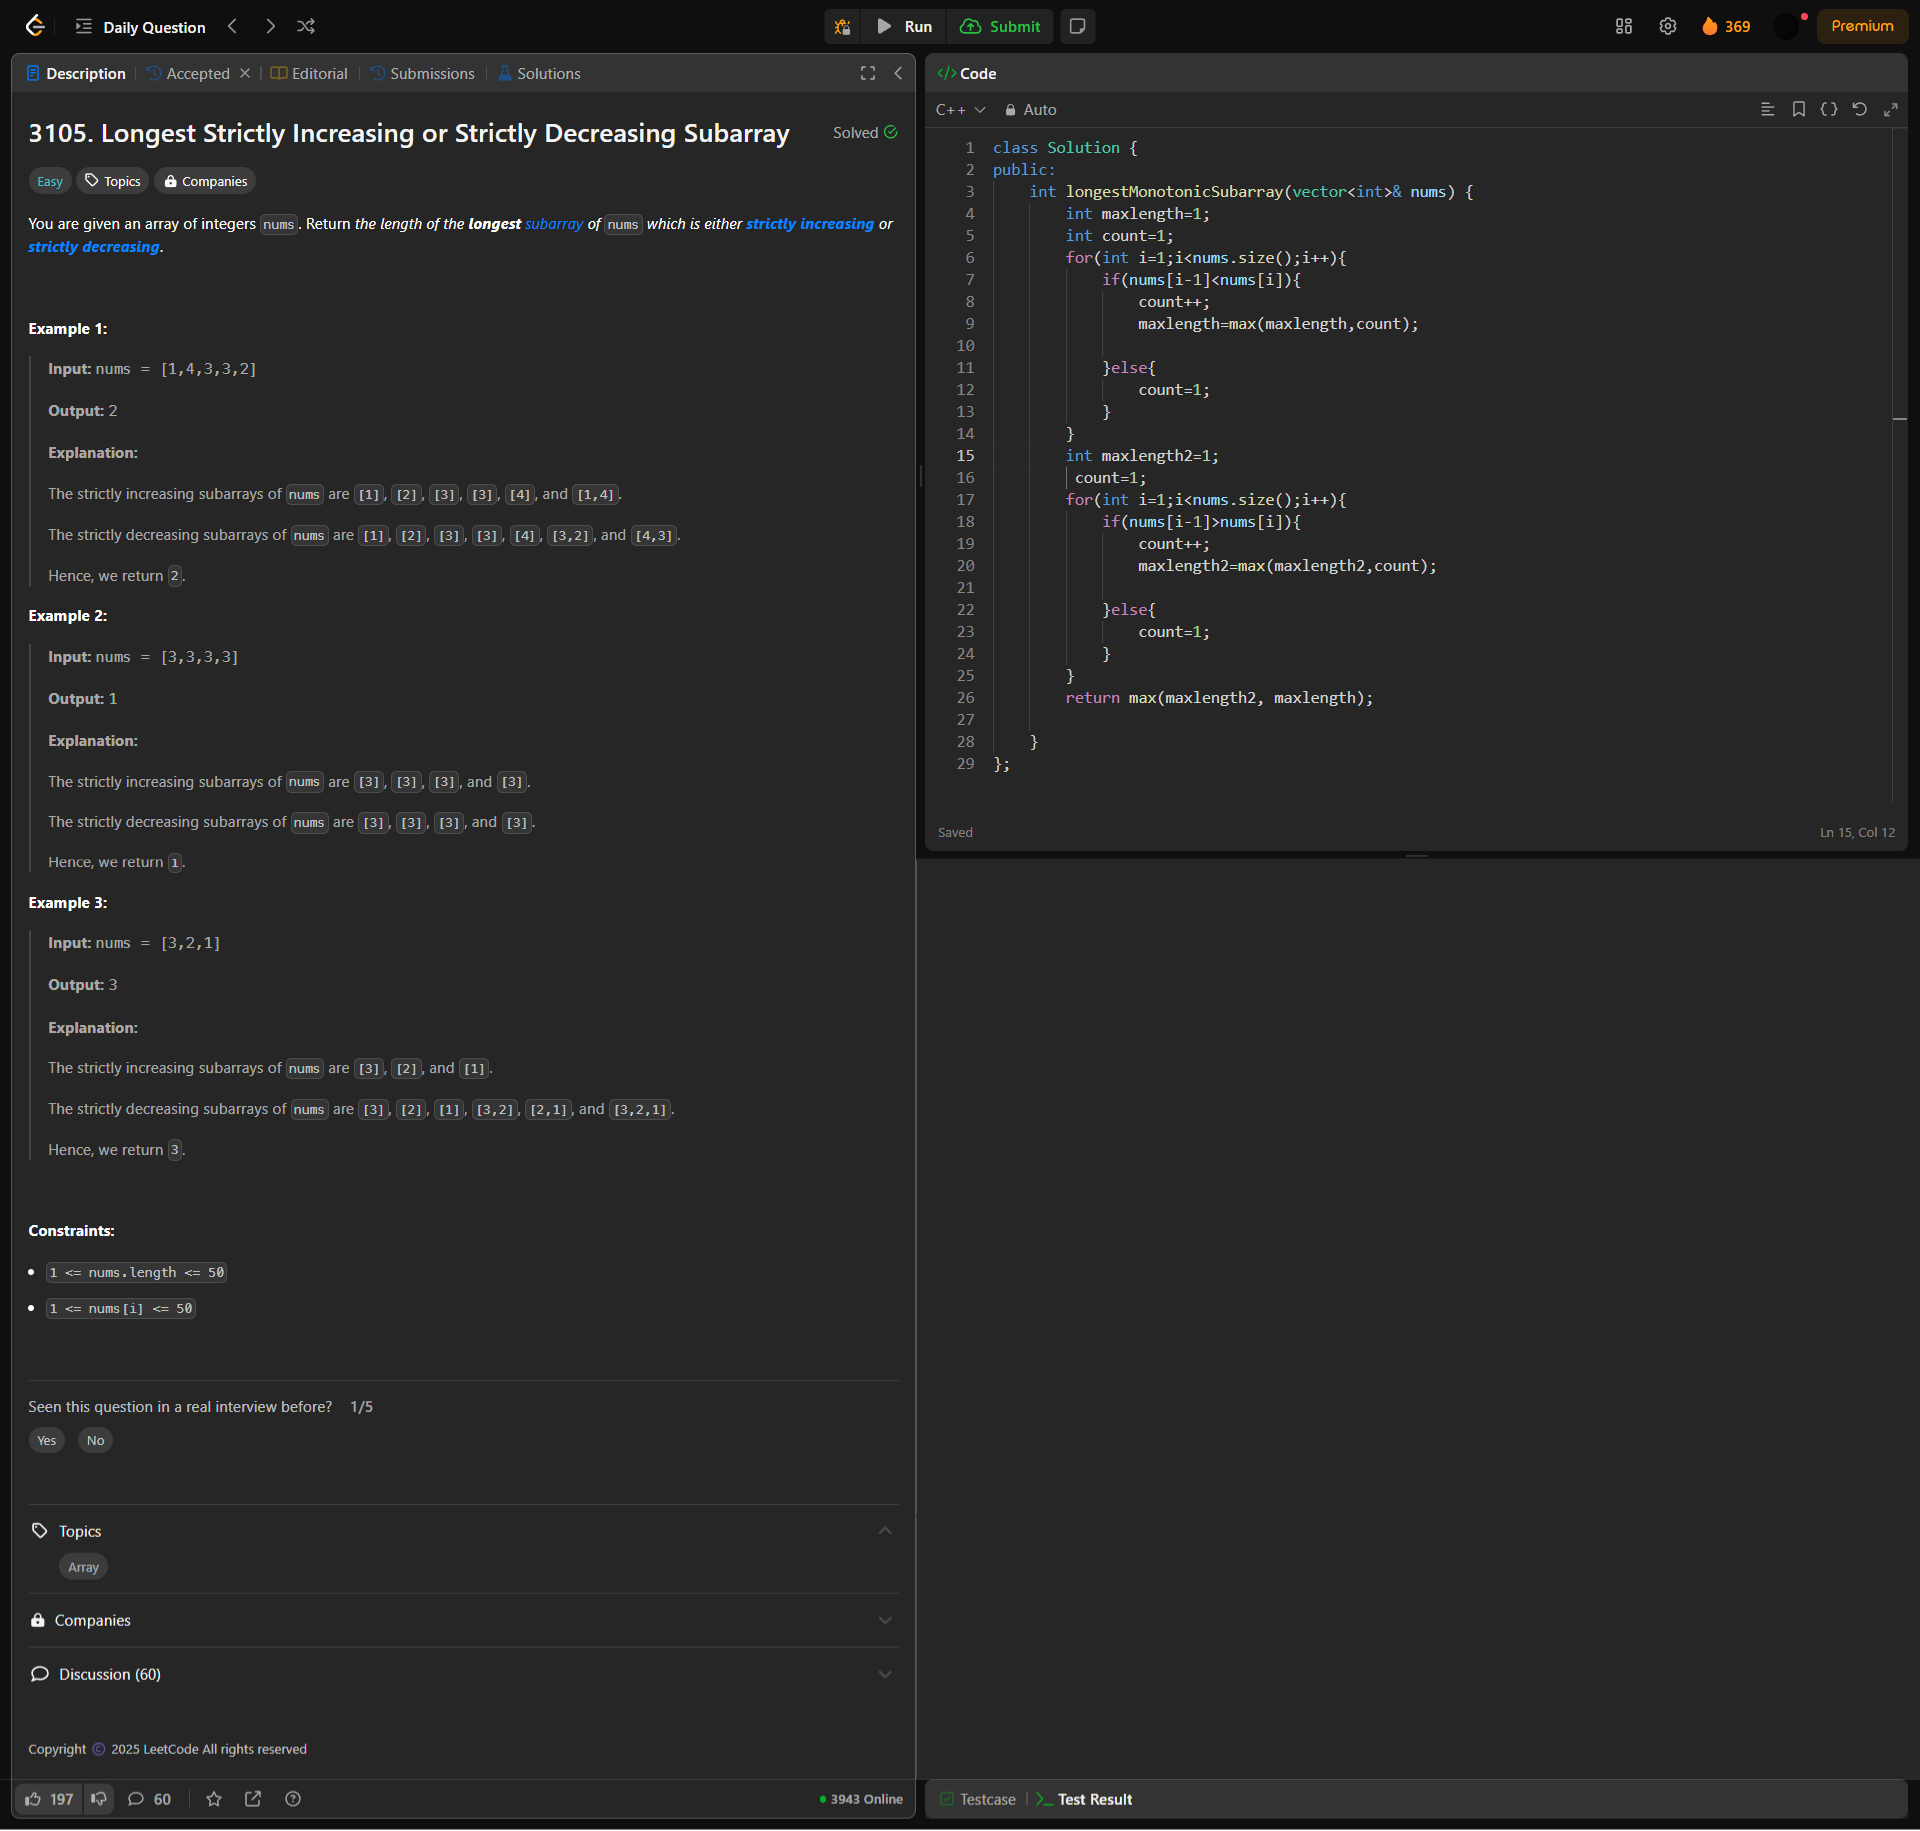 Daily Question
Run
Submit
369
Premium
Description
Accepted
Editorial
Submissions
Solutions
3105. Longest Strictly Increasing or Strictly Decreasing Subarray
Solved
Easy
Topics
Companies
You are given an array of integers nums. Return the length of the longest subarray of nums which is either strictly increasing or
strictly decreasing.
Example 1:
Input: nums = [1,4,3,3,2]
Output: 2
Explanation:
The strictly increasing subarrays of nums are [1], [2], [3], [3], [4], and [1,4].
The strictly decreasing subarrays of nums are [1], [2], [3], [3], [4], [3,2], and [4,3].
Hence, we return 2.
Example 2:
Input: nums = [3,3,3,3]
Output: 1
Explanation:
The strictly increasing subarrays of nums are [3], [3], [3], and [3].
The strictly decreasing subarrays of nums are [3], [3], [3], and [3].
Hence, we return 1.
Example 3:
Input: nums = [3,2,1]
Output: 3
Explanation:
The strictly increasing subarrays of nums are [3], [2], and [1].
The strictly decreasing subarrays of nums are [3], [2], [1], [3,2], [2,1], and [3,2,1].
Hence, we return 3.
Constraints:
1 <= nums.length <= 50
1 <= nums[i] <= 50
Seen this question in a real interview before? 1/5
Yes
No
Topics
Array
Companies
Discussion (60)
Copyright © 2025 LeetCode All rights reserved
197
60
3943 Online
</> Code
C++
Auto
1 class Solution {
2 public:
3     int longestMonotonicSubarray(vector<int>& nums) {
4         int maxlength=1;
5         int count=1;
6         for(int i=1;i<nums.size();i++){
7             if(nums[i-1]<nums[i]){
8                 count++;
9                 maxlength=max(maxlength,count);
10
11             }else{
12                 count=1;
13             }
14         }
15         int maxlength2=1;
16          count=1;
17         for(int i=1;i<nums.size();i++){
18             if(nums[i-1]>nums[i]){
19                 count++;
20                 maxlength2=max(maxlength2,count);
21
22             }else{
23                 count=1;
24             }
25         }
26         return max(maxlength2, maxlength);
27
28     }
29 };
Saved
Ln 15, Col 12
Testcase
Test Result